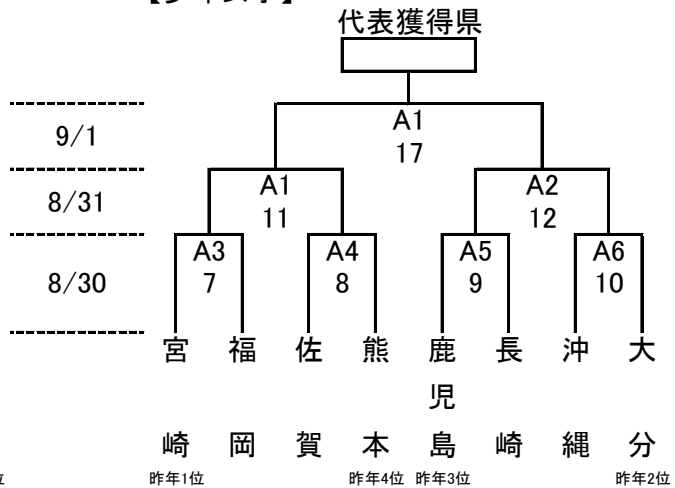 代表獲得県
9/1
A1
17
8/31
A1
11
A2
12
8/30
A3
7
A4
8
A5
9
A6
10
宮崎
福岡
佐賀
熊本
鹿児島
長崎
沖縄
大分
位
昨年1位
昨年4位
昨年3位
昨年2位